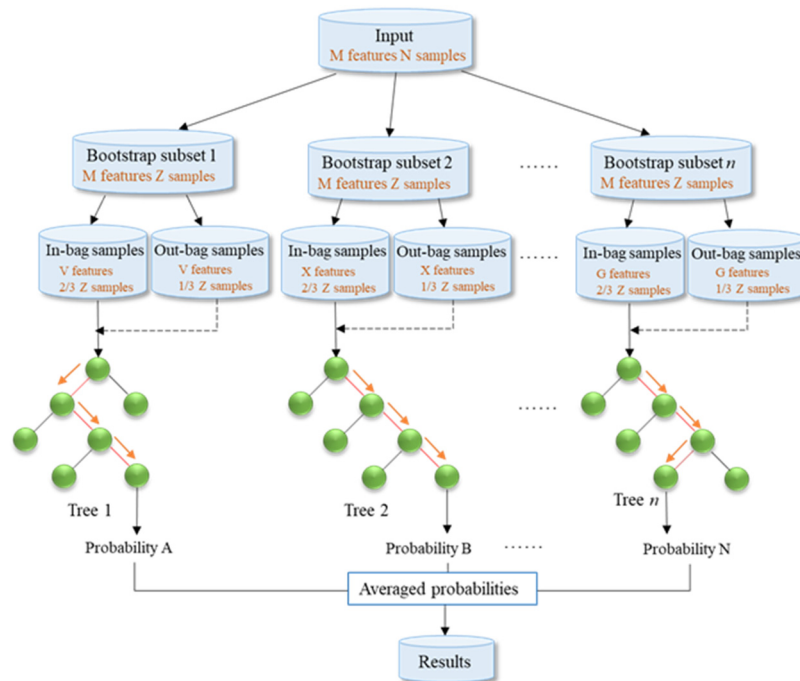 Input
M features N samples
Bootstrap subset 1
M features Z samples
Bootstrap subset 2
M features Z samples
......
Bootstrap subset n
M features Z samples
In-bag samples
V features
2/3 Z samples
Out-bag samples
V features
1/3 Z samples
In-bag samples
X features
2/3 Z samples
Out-bag samples
X features
1/3 Z samples
......
In-bag samples
G features
2/3 Z samples
Out-bag samples
G features
1/3 Z samples
......
Tree 1
Tree 2
Tree n
Probability A
Probability B
......
Probability N
Averaged probabilities
Results